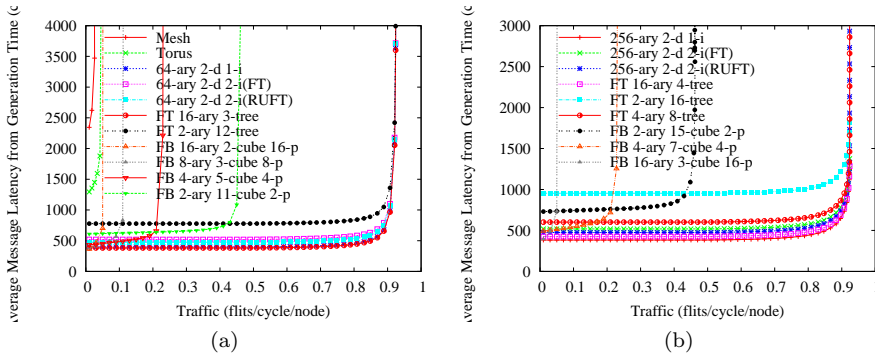 Average Message Latency from Generation Time (c
4000
3500
3000
2500
2000
1500
1000
500
0
Mesh
Torus
64-ary 2-d 1-i
64-ary 2-d 2-i(FT)
64-ary 2-d 2-i(RUFT)
FT 16-ary 3-tree
FT 2-ary 12-tree
FB 16-ary 2-cube 16-p
FB 8-ary 3-cube 8-p
FB 4-ary 5-cube 4-p
FB 2-ary 11-cube 2-p
0 0.1 0.2 0.3 0.4 0.5 0.6 0.7 0.8 0.9 1
Traffic (flits/cycle/node)
(a)
Average Message Latency from Generation Time (c
3000
2500
2000
1500
1000
500
0
256-ary 2-d 1-i
256-ary 2-d 2-i(FT)
256-ary 2-d 2-i(RUFT)
FT 16-ary 4-tree
FT 2-ary 16-tree
FT 4-ary 8-tree
FB 2-ary 15-cube 2-p
FB 4-ary 7-cube 4-p
FB 16-ary 3-cube 16-p
0 0.1 0.2 0.3 0.4 0.5 0.6 0.7 0.8 0.9 1
Traffic (flits/cycle/node)
(b)